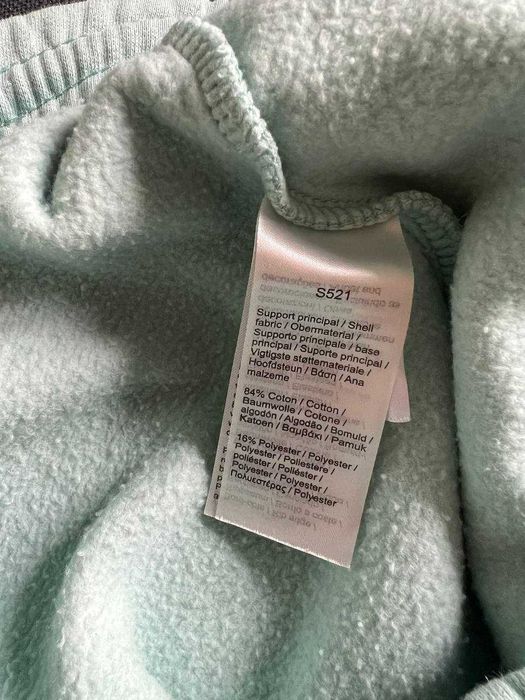 S521
Support principal / Shell
fabric / Obermaterial /
Supporto principale / base
principal / Suporte principal /
Vigtigste støttemateriale /
Hoofdsteun / Βάση / Ana
malzeme
84% Coton / Cotton /
Baumwolle / Cotone /
algodón / Algodão / Bomuld /
Katoen / Βαμβάκι / Pamuk
16% Polyester / Polyester /
Polyester / Poliestere /
poliéster / Poliéster /
Polyester / Polyester /
Πολυεστέρας / Polyester